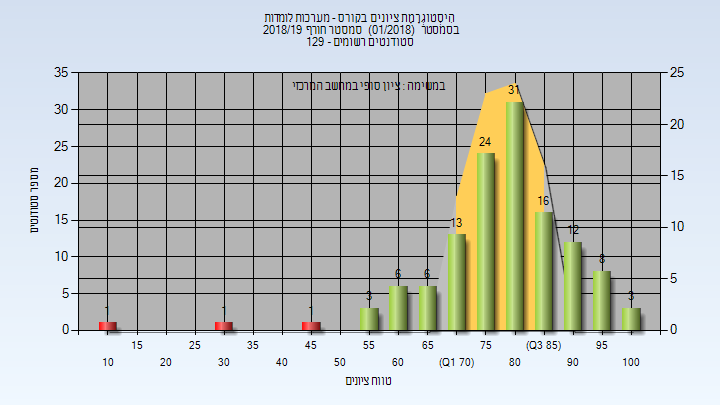 היסטוגרמת ציונים בקורס - מערכות לומדות
בסמסטר (01/2018) סמסטר חורף 2018/19
סטודנטים רשומים - 129
במשימה : ציון סופי במחשב המרכזי
מספר סטודנטים
35 30 25 20 15 10 5 0
25 20 15 10 5 0
1 1 1 3 6 6 13 24 31 16 12 8 3
15 25 35 45 55 65 75 (Q3 85) 95
10 20 30 40 50 60 (Q1 70) 80 90 100
טווח ציונים